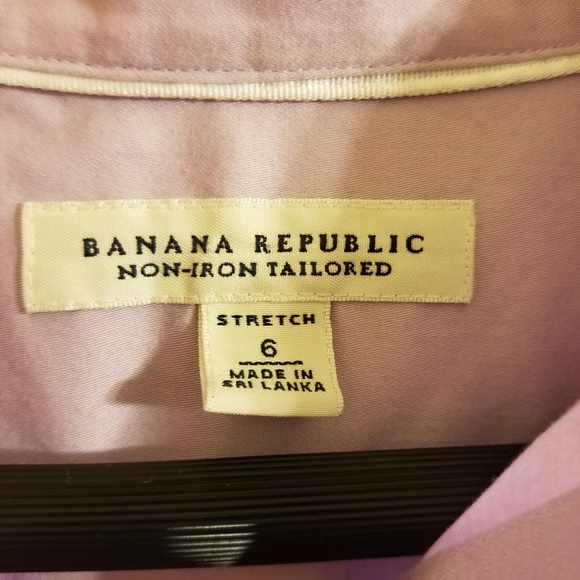 BANANA REPUBLIC
NON-IRON TAILORED
STRETCH
6
MADE IN
SRI LANKA